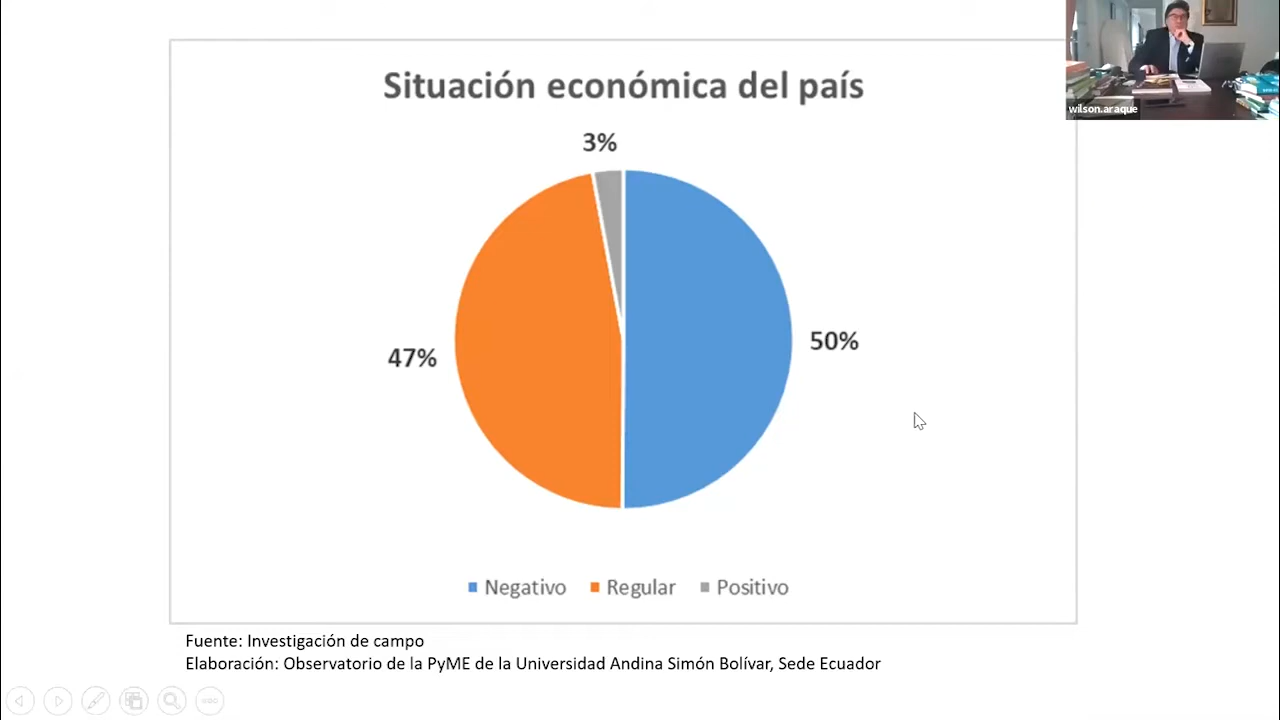 wilson.araque
Situación económica del país
3%
47%
50%
Negativo Regular Positivo
Fuente: Investigación de campo
Elaboración: Observatorio de la PyME de la Universidad Andina Simón Bolívar, Sede Ecuador